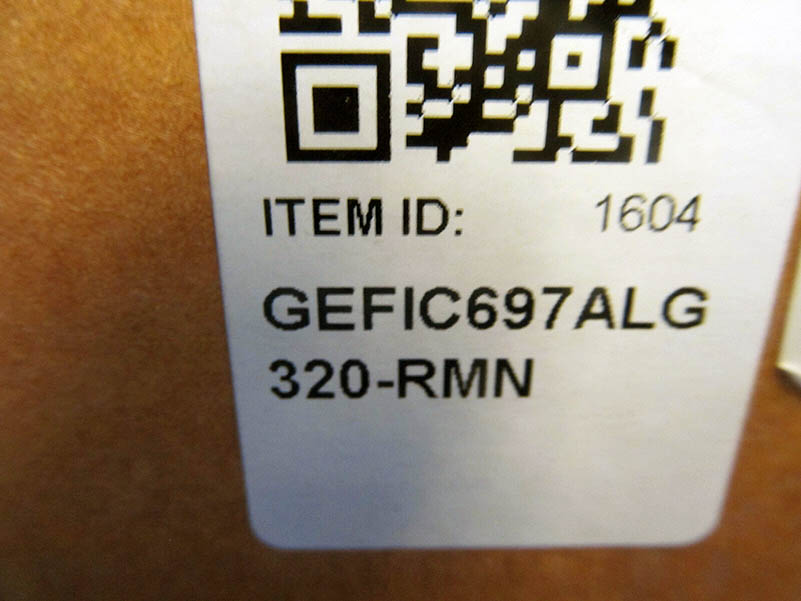 ITEM ID: 1604
GEFIC697ALG
320-RMN